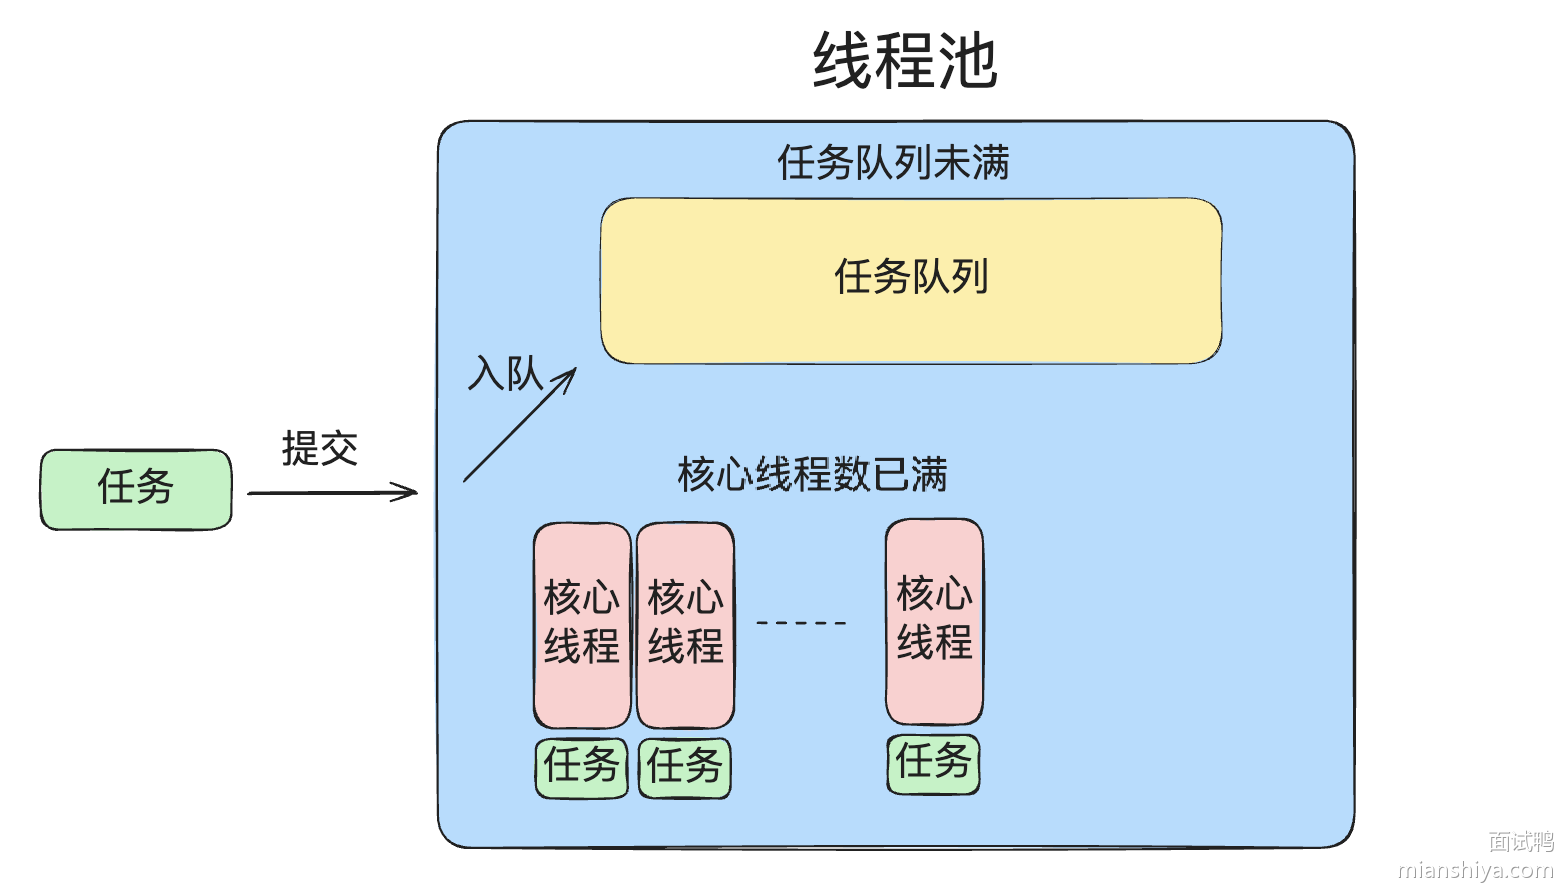 线程池
任务队列未满
任务队列
入队
提交
任务
核心线程数已满
核心
线程
核心
线程
核心
线程
任务
任务
任务
面试鸭
mianshiya.com